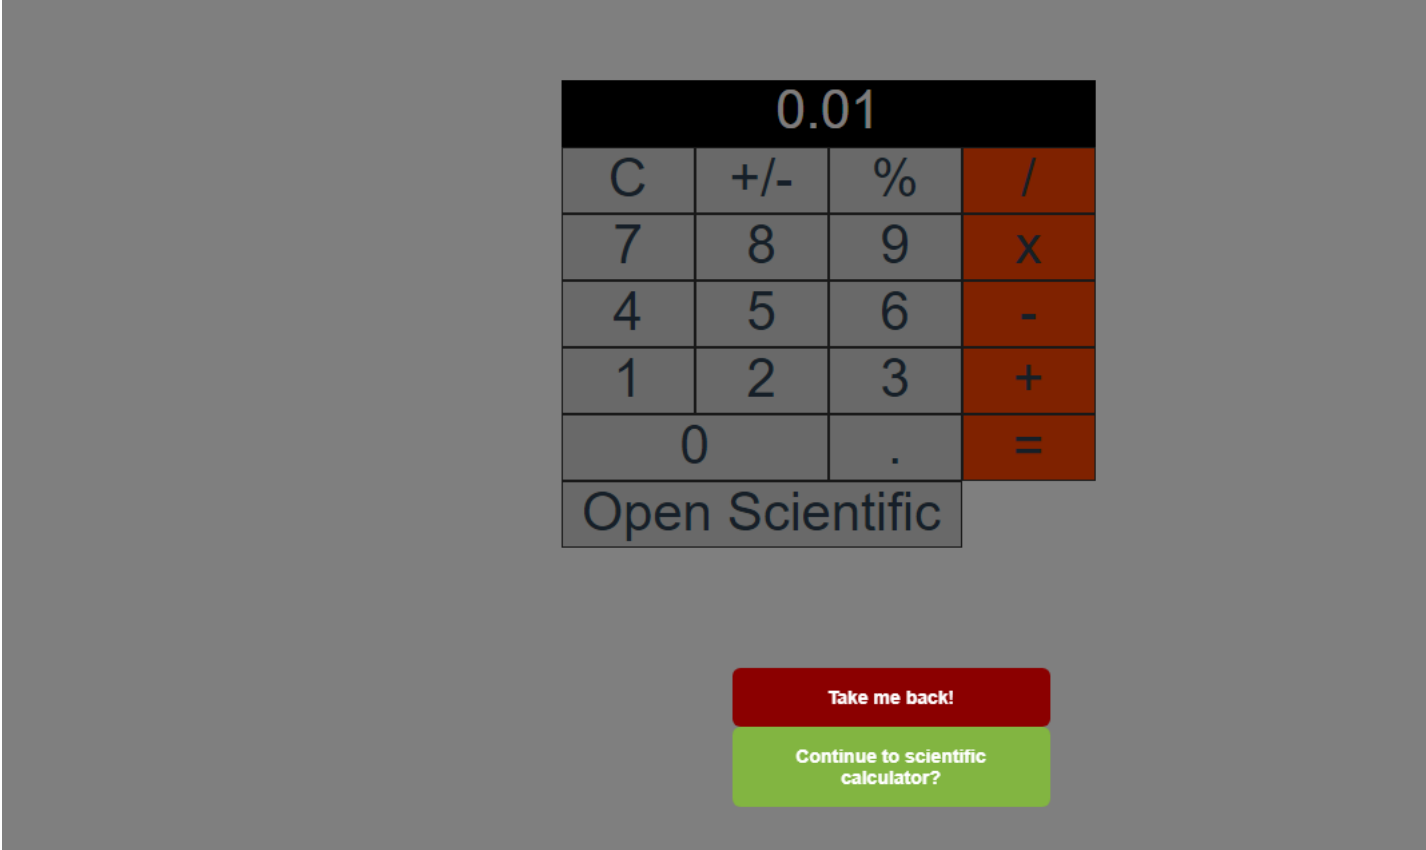 0.01
C +/- % /
7 8 9 x
4 5 6 -
1 2 3 +
0 . =
Open Scientific
Take me back!
Continue to scientific
calculator?